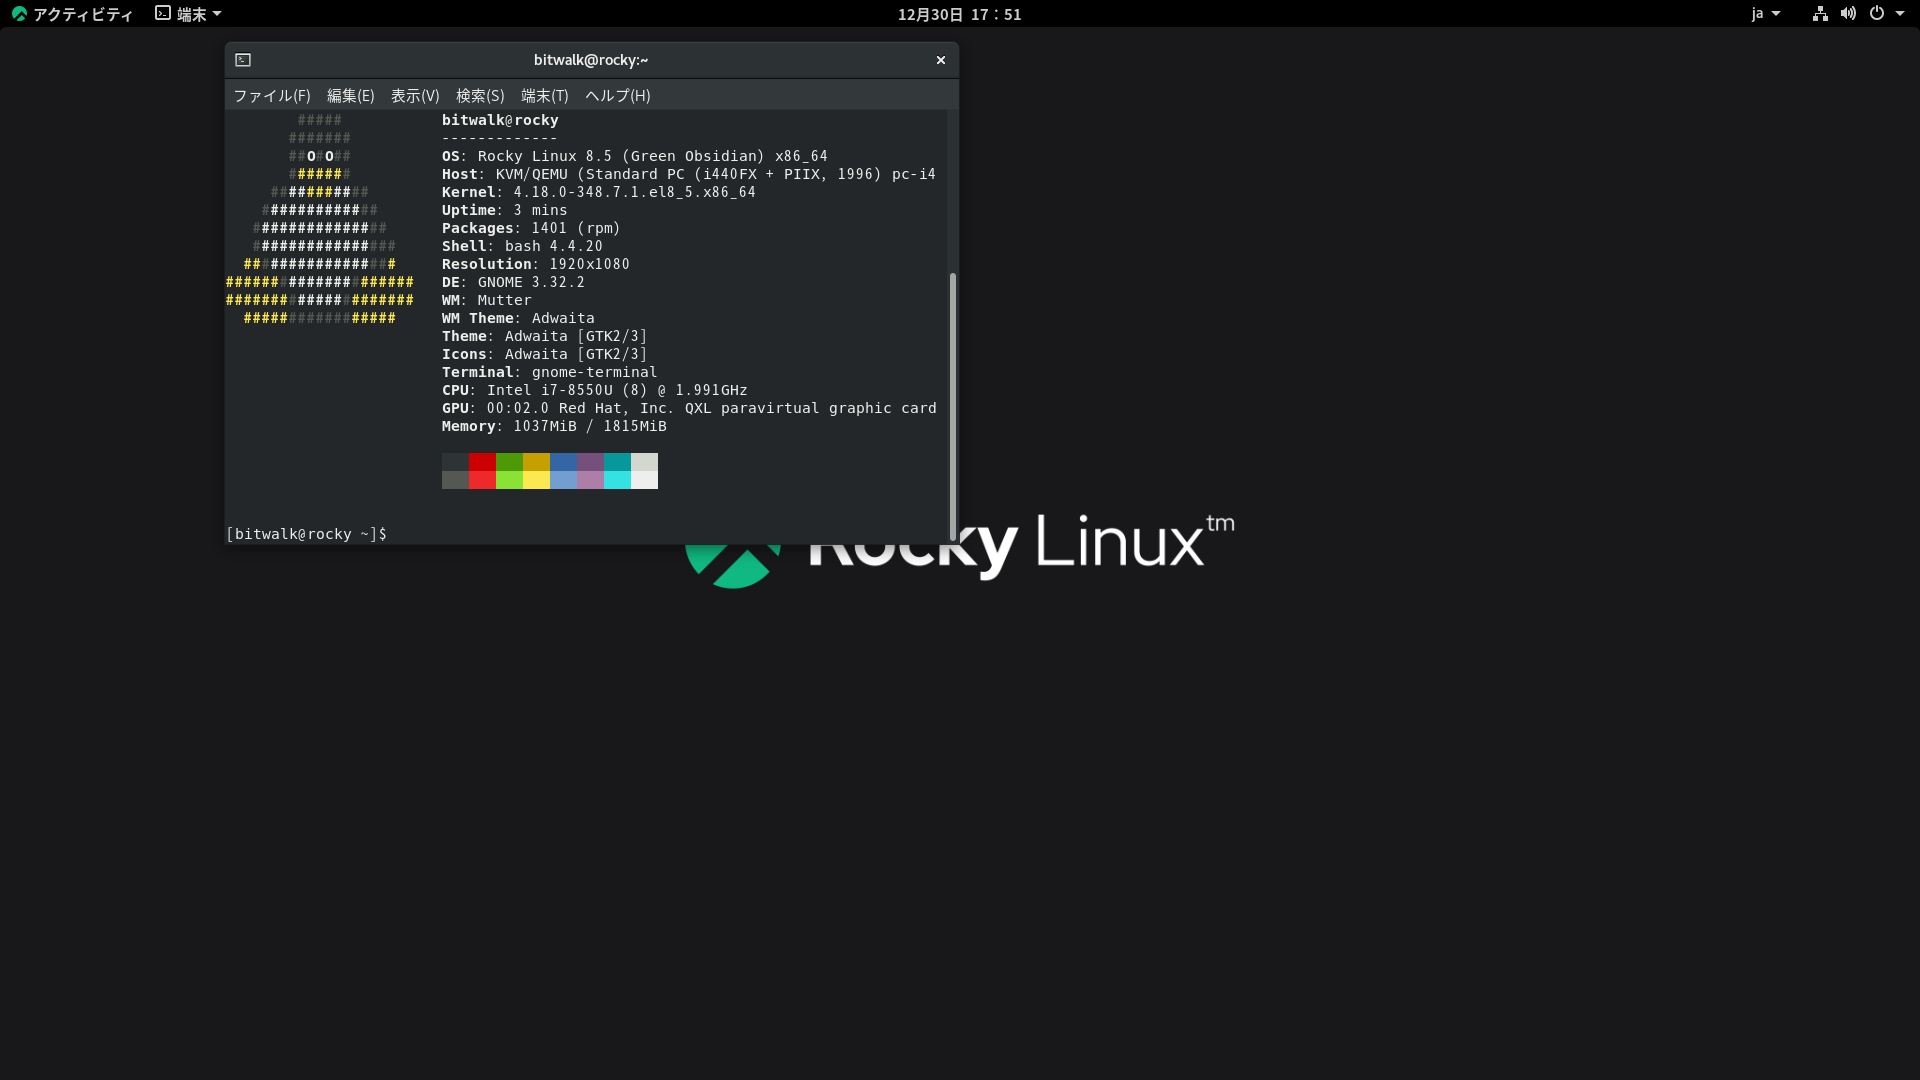 アクティビティ 端末 12月30日 17：51 ja
bitwalk@rocky:~
ファイル(F) 編集(E) 表示(V) 検索(S) 端末(T) ヘルプ(H)
##### bitwalk@rocky
####### -------------
##O#O## OS: Rocky Linux 8.5 (Green Obsidian) x86_64
####### Host: KVM/QEMU (Standard PC (i440FX + PIIX, 1996) pc-i4
########### Kernel: 4.18.0-348.7.1.el8_5.x86_64
############# Uptime: 3 mins
############### Packages: 1401 (rpm)
################ Shell: bash 4.4.20
################# Resolution: 1920x1080
##################### DE: GNOME 3.32.2
##################### WM: Mutter
################# WM Theme: Adwaita
Theme: Adwaita [GTK2/3]
Icons: Adwaita [GTK2/3]
Terminal: gnome-terminal
CPU: Intel i7-8550U (8) @ 1.991GHz
GPU: 00:02.0 Red Hat, Inc. QXL paravirtual graphic card
Memory: 1037MiB / 1815MiB
[bitwalk@rocky ~]$
Rocky Linux™